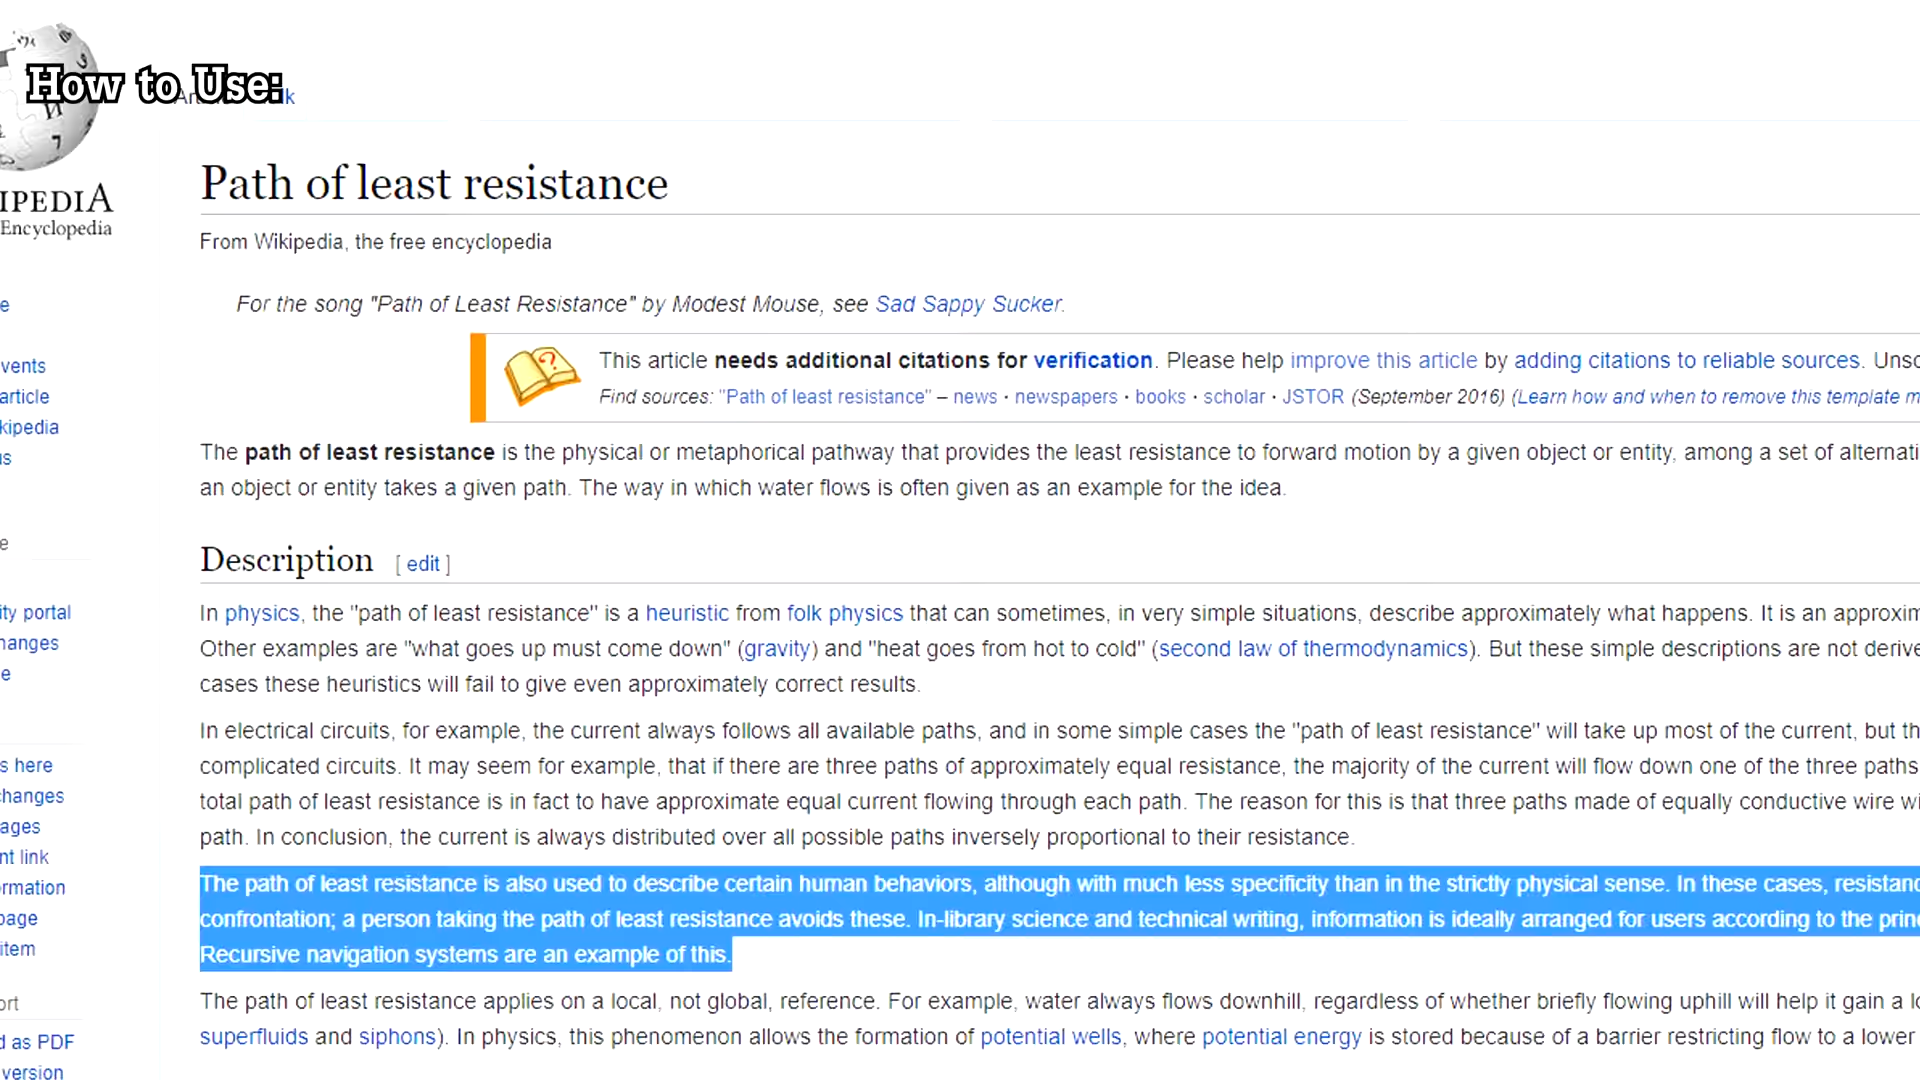 How to Use:
IPEDIA
Encyclopedia
Path of least resistance
From Wikipedia, the free encyclopedia
For the song "Path of Least Resistance" by Modest Mouse, see Sad Sappy Sucker.
This article needs additional citations for verification. Please help improve this article by adding citations to reliable sources. Unso
Find sources: "Path of least resistance" – news · newspapers · books · scholar · JSTOR (September 2016) (Learn how and when to remove this template m
The path of least resistance is the physical or metaphorical pathway that provides the least resistance to forward motion by a given object or entity, among a set of alternati
an object or entity takes a given path. The way in which water flows is often given as an example for the idea.
Description [ edit ]
In physics, the "path of least resistance" is a heuristic from folk physics that can sometimes, in very simple situations, describe approximately what happens. It is an approxim
Other examples are "what goes up must come down" (gravity) and "heat goes from hot to cold" (second law of thermodynamics). But these simple descriptions are not derive
cases these heuristics will fail to give even approximately correct results.
In electrical circuits, for example, the current always follows all available paths, and in some simple cases the "path of least resistance" will take up most of the current, but th
complicated circuits. It may seem for example, that if there are three paths of approximately equal resistance, the majority of the current will flow down one of the three paths
total path of least resistance is in fact to have approximate equal current flowing through each path. The reason for this is that three paths made of equally conductive wire wi
path. In conclusion, the current is always distributed over all possible paths inversely proportional to their resistance.
The path of least resistance is also used to describe certain human behaviors, although with much less specificity than in the strictly physical sense. In these cases, resistanc
confrontation; a person taking the path of least resistance avoids these. In-library science and technical writing, information is ideally arranged for users according to the princ
Recursive navigation systems are an example of this.
The path of least resistance applies on a local, not global, reference. For example, water always flows downhill, regardless of whether briefly flowing uphill will help it gain a lo
superfluids and siphons). In physics, this phenomenon allows the formation of potential wells, where potential energy is stored because of a barrier restricting flow to a lower
e
vents
article
kipedia
us
e
ity portal
hanges
e
s here
changes
ages
nt link
ormation
page
item
ort
d as PDF
version